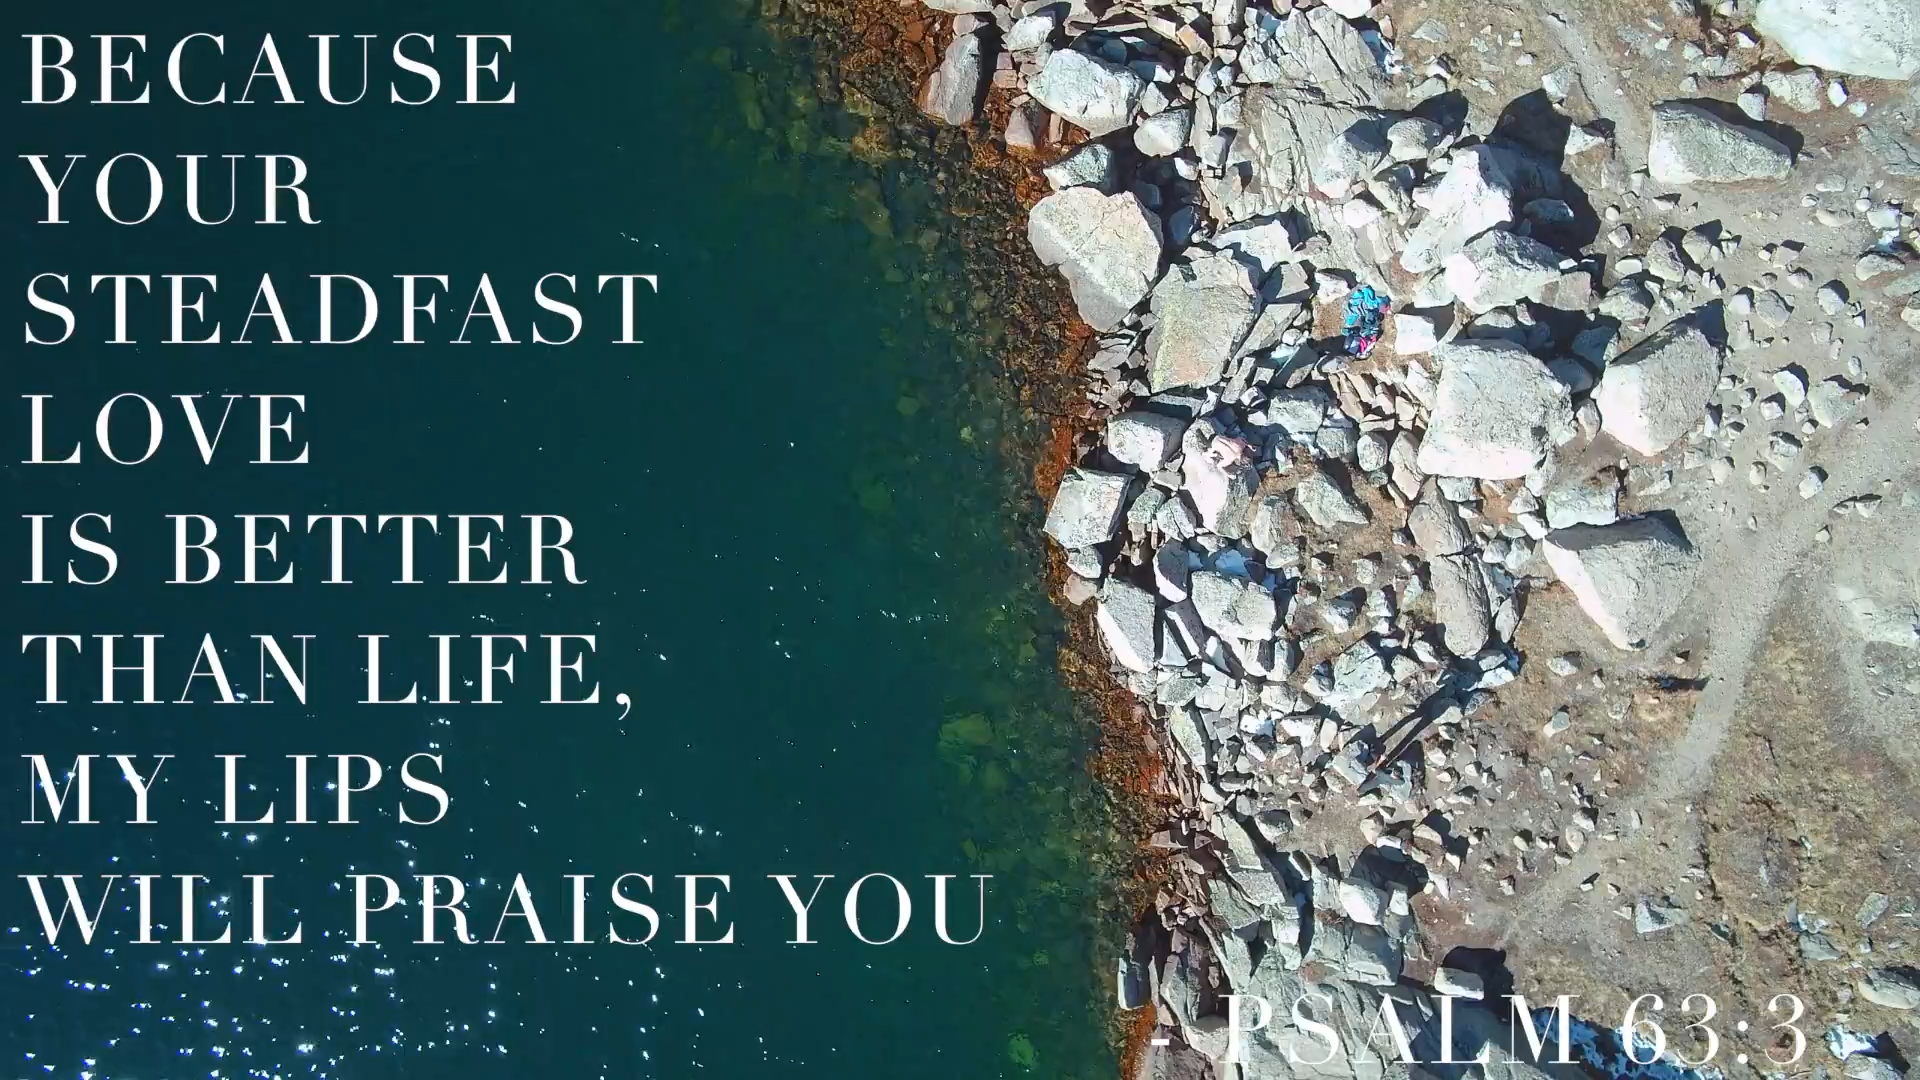 BECAUSE
YOUR
STEADFAST
LOVE
IS BETTER
THAN LIFE,
MY LIPS
WILL PRAISE YOU
- PSALM 63:3 -